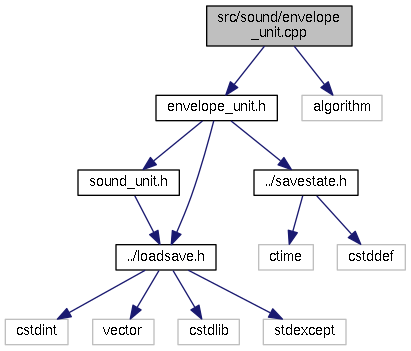 src/sound/envelope
_unit.cpp
envelope_unit.h
algorithm
sound_unit.h
../savestate.h
../loadsave.h
ctime
cstddef
cstdint
vector
cstdlib
stdexcept